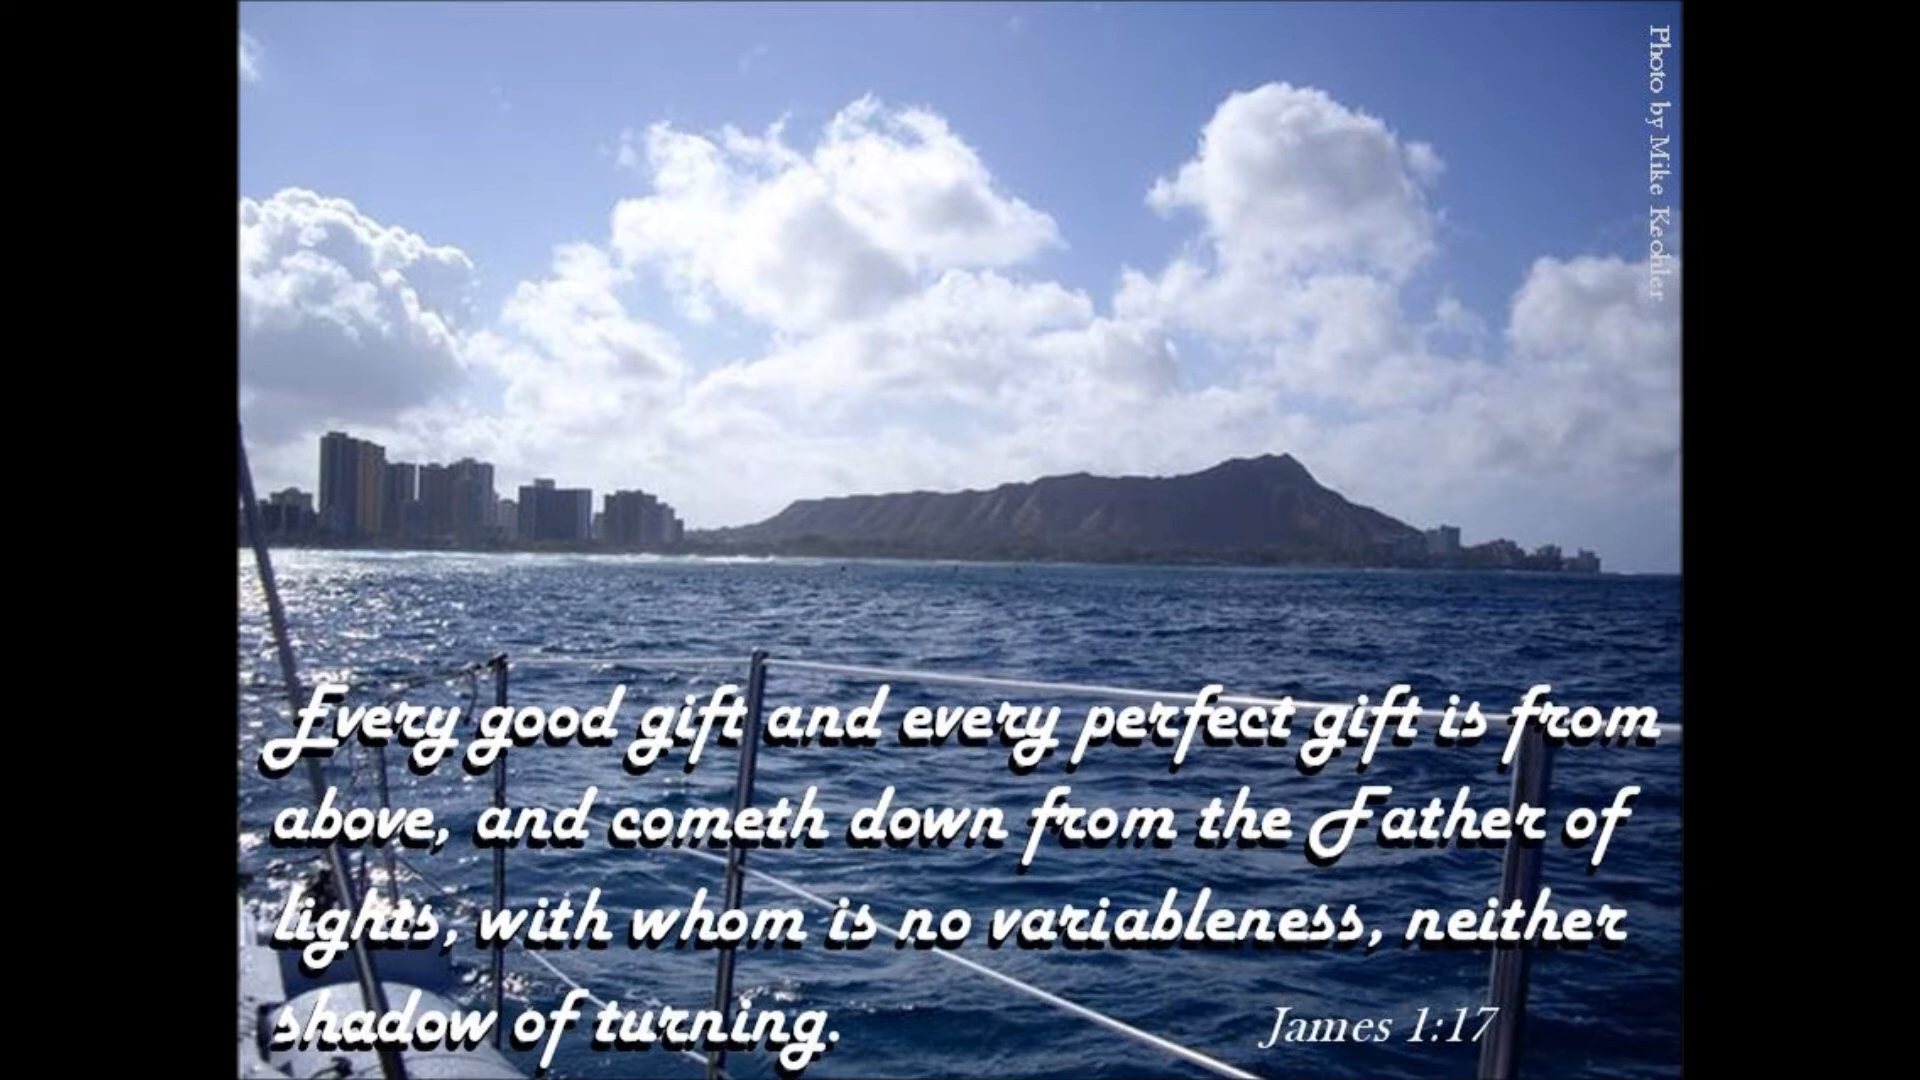 Photo by Mike Keohler
Every good gift and every perfect gift is from
above, and cometh down from the Father of
lights, with whom is no variableness, neither
shadow of turning.
James 1:17